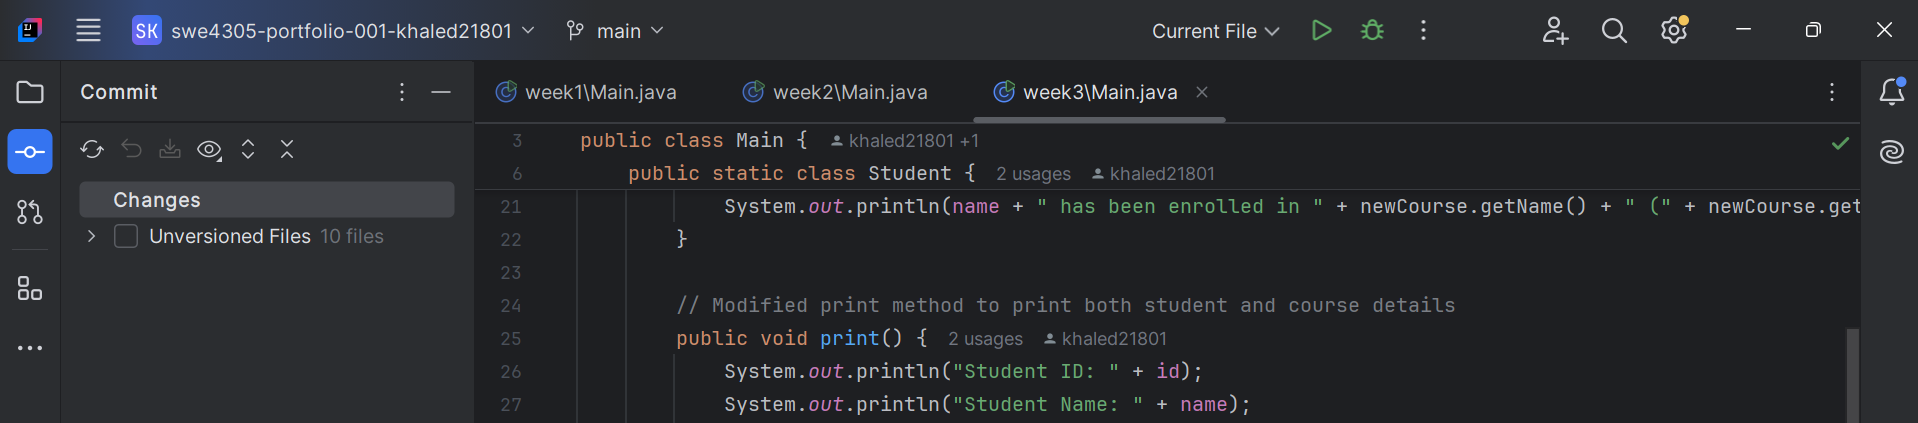 SK swe4305-portfolio-001-khaled21801 main Current File
Commit
week1\Main.java week2\Main.java week3\Main.java
Changes
Unversioned Files 10 files
3 public class Main { khaled21801 +1
6 public static class Student { 2 usages khaled21801
21 System.out.println(name + " has been enrolled in " + newCourse.getName() + " (" + newCourse.get
22 }
23
24 // Modified print method to print both student and course details
25 public void print() { 2 usages khaled21801
26 System.out.println("Student ID: " + id);
27 System.out.println("Student Name: " + name);